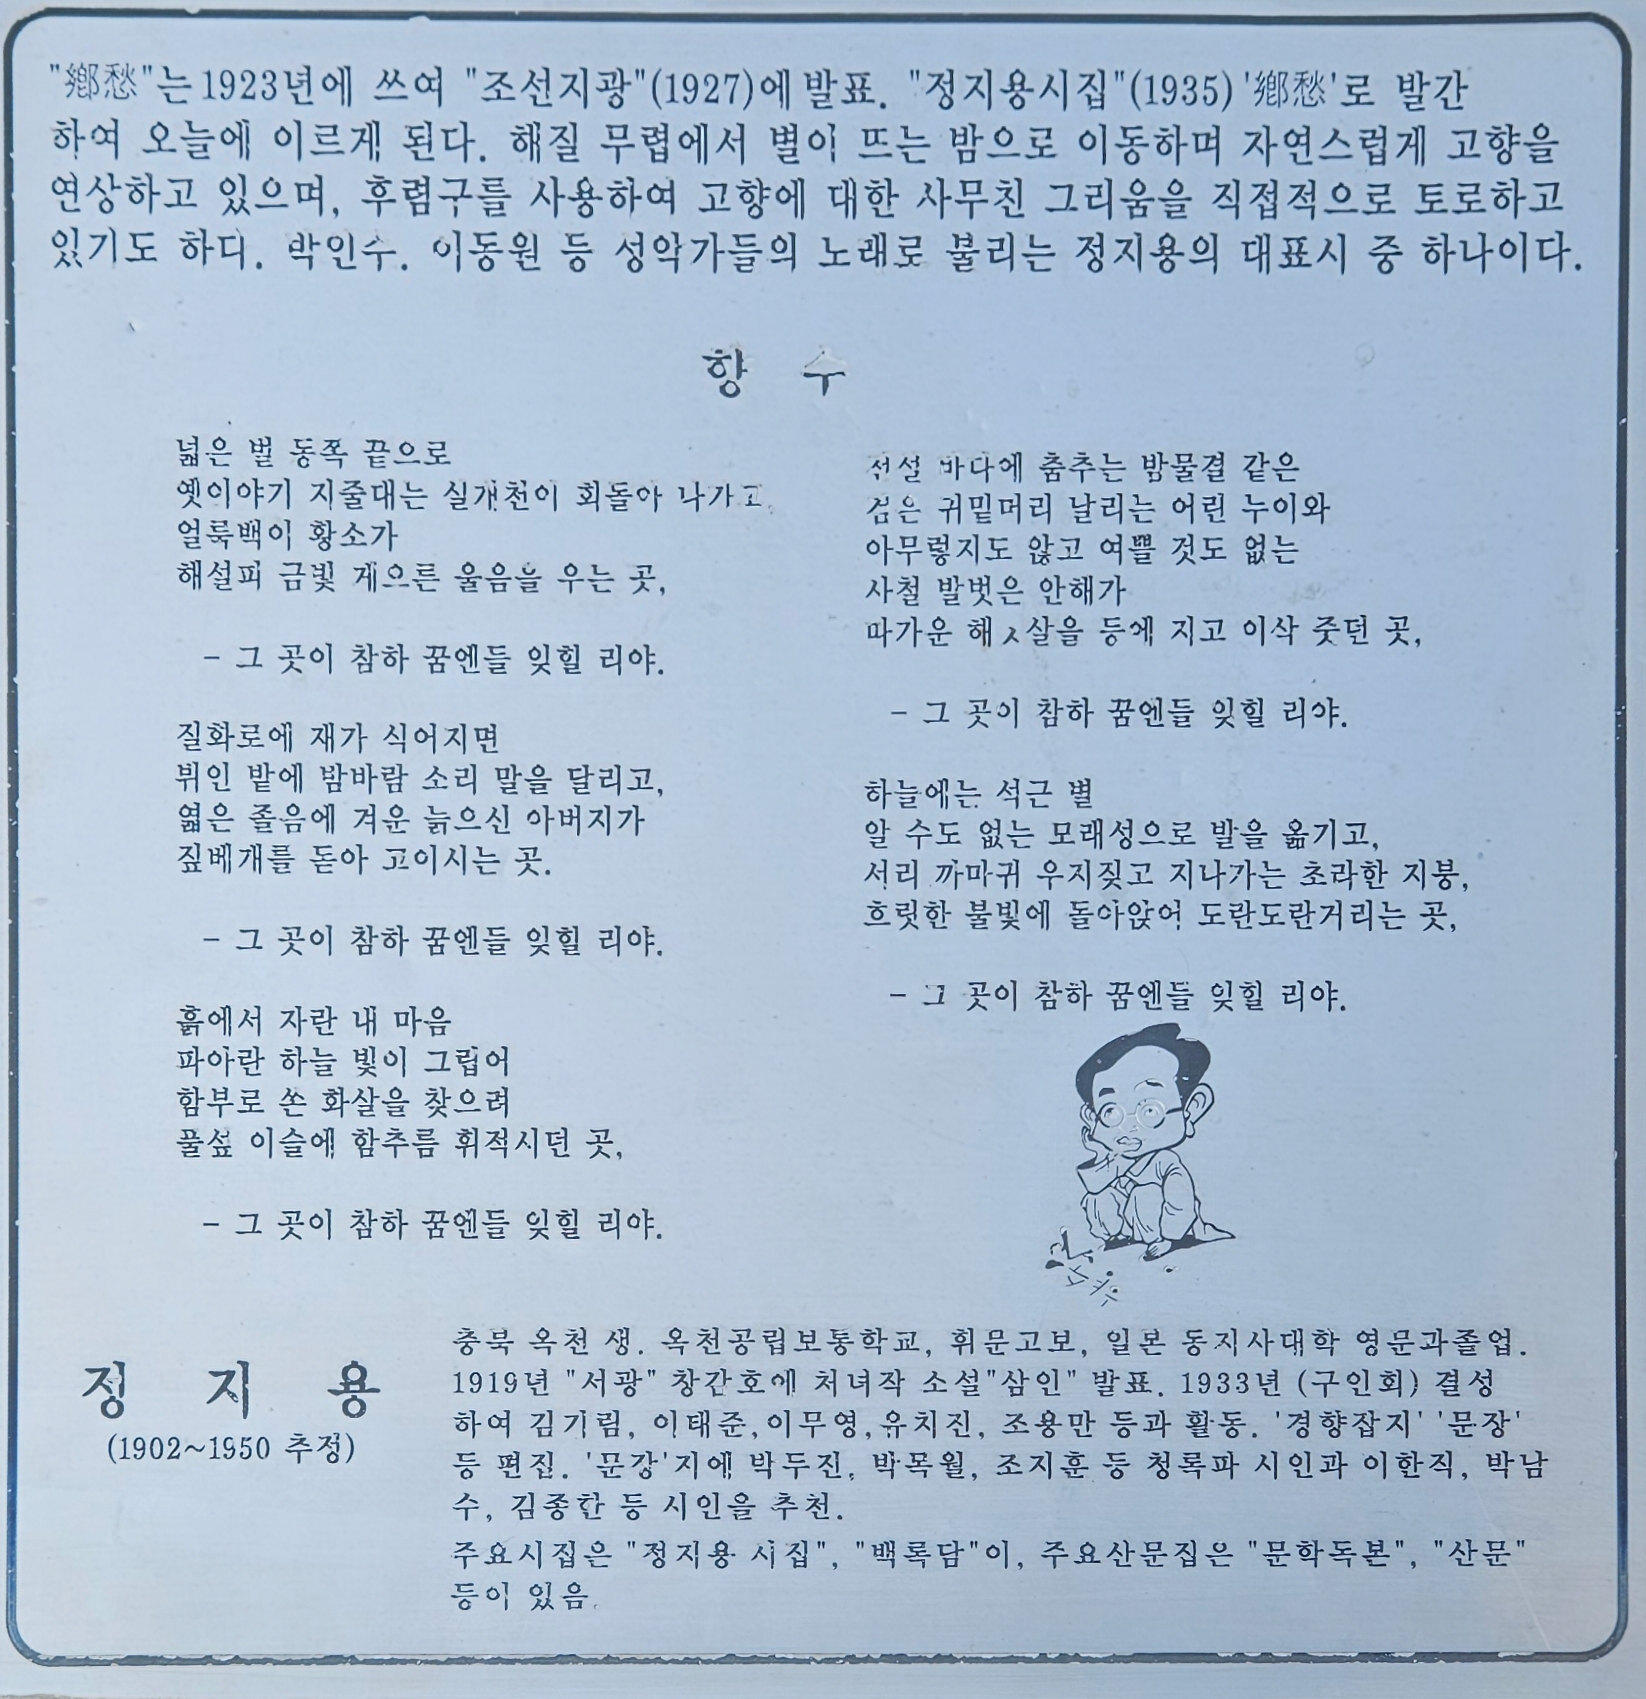 "鄕愁"는1923년에 쓰여 "조선지광"(1927)에발표. "정지용시집"(1935)'鄕愁'로 발간
하여 오늘에 이르게 된다. 해질 무렵에서 별이 뜨는 밤으로 이동하며 자연스럽게 고향을
연상하고 있으며, 후렴구를 사용하여 고향에 대한 사무친 그리움을 직접적으로 토로하고
있기도 하다. 박인수. 이동원 등 성악가들의 노래로 불리는 정지용의 대표시 중 하나이다.
향 수
넓은 벌 동쪽 끝으로
옛이야기 지줄대는 실개천이 회돌아 나가고,
얼룩백이 황소가
해설피 금빛 게으른 울음을 우는 곳,
- 그 곳이 참하 꿈엔들 잊힐 리야.
질화로에 재가 식어지면
뷔인 밭에 밤바람 소리 말을 달리고,
엷은 졸음에 겨운 늙으신 아버지가
짚베개를 돋아 고이시는 곳.
- 그 곳이 참하 꿈엔들 잊힐 리야.
흙에서 자란 내 마음
파아란 하늘 빛이 그립어
함부로 쏜 화살을 찾으려
풀섶 이슬에 함추름 휘적시던 곳,
- 그 곳이 참하 꿈엔들 잊힐 리야.
전설 바다에 춤추는 밤물결 같은
검은 귀밑머리 날리는 어린 누이와
아무렇지도 않고 여쁠 것도 없는
사철 발벗은 안해가
따가운 해ㅅ살을 등에 지고 이삭 줏던 곳,
- 그 곳이 참하 꿈엔들 잊힐 리야.
하늘에는 석근 별
알 수도 없는 모래성으로 발을 옮기고,
서리 까마귀 우지짖고 지나가는 초라한 지붕,
흐릿한 불빛에 돌아앉어 도란도란거리는 곳,
- 그 곳이 참하 꿈엔들 잊힐 리야.
정 지 용
(1902~1950 추정)
충북 옥천 생. 옥천공립보통학교, 휘문고보, 일본 동지사대학 영문과졸업.
1919년 "서광" 창간호에 처녀작 소설"삼인" 발표. 1933년 (구인회) 결성
하여 김기림, 이태준,이무영,유치진, 조용만 등과 활동. '경향잡지' '문장'
등 편집. '문장'지에 박두진, 박목월, 조지훈 등 청록파 시인과 이한직, 박남
수, 김종한 등 시인을 추천.
주요시집은 "정지용 시집", "백록담"이, 주요산문집은 "문학독본", "산문"
등이 있음.